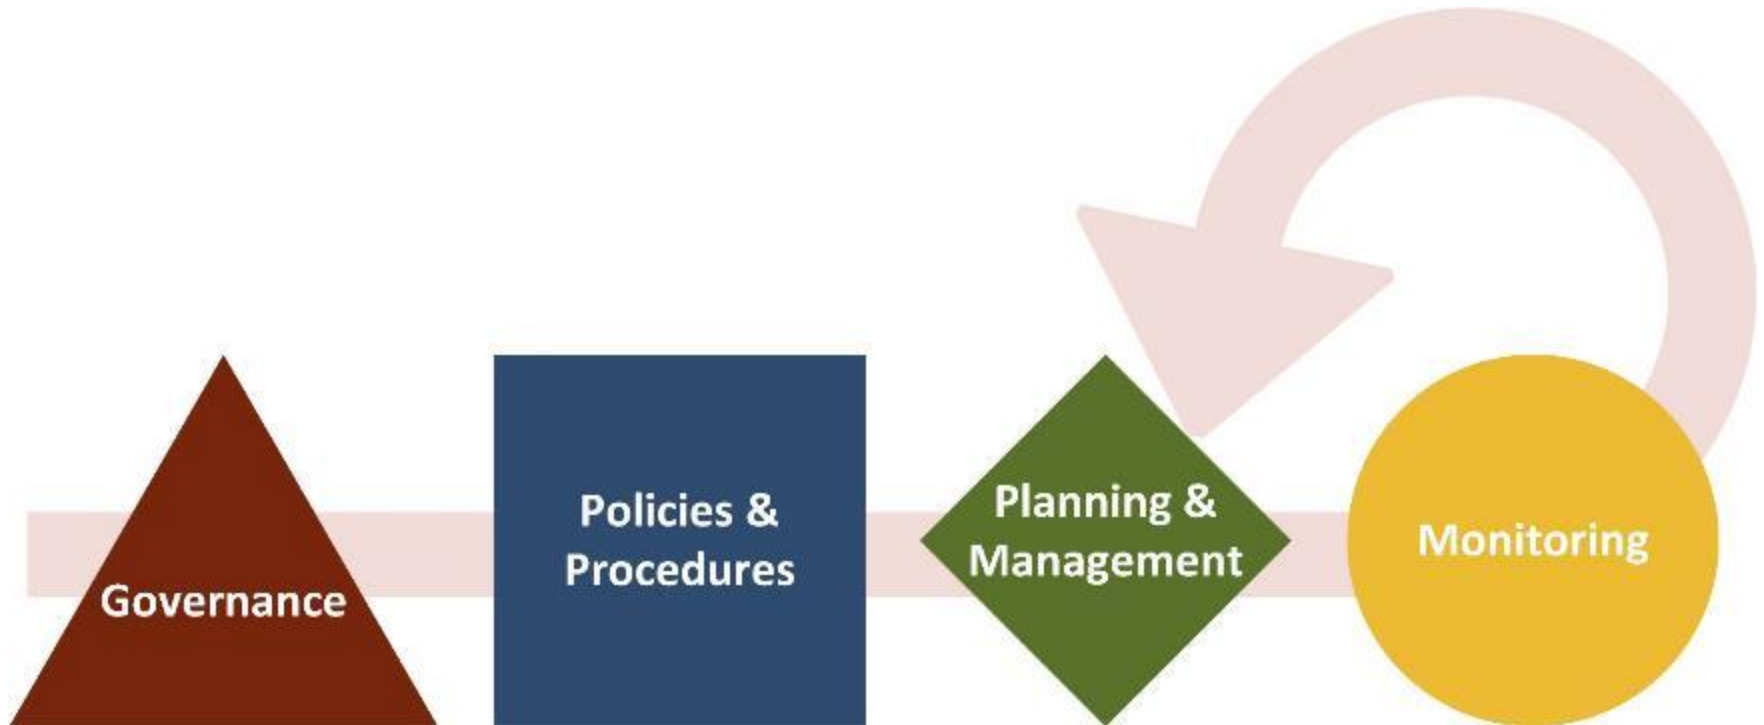 Governance
Policies &
Procedures
Planning &
Management
Monitoring